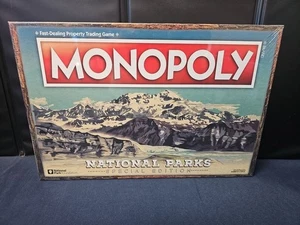 Fast-Dealing Property Trading Game
MONOPOLY
NATIONAL PARKS
SPECIAL EDITION